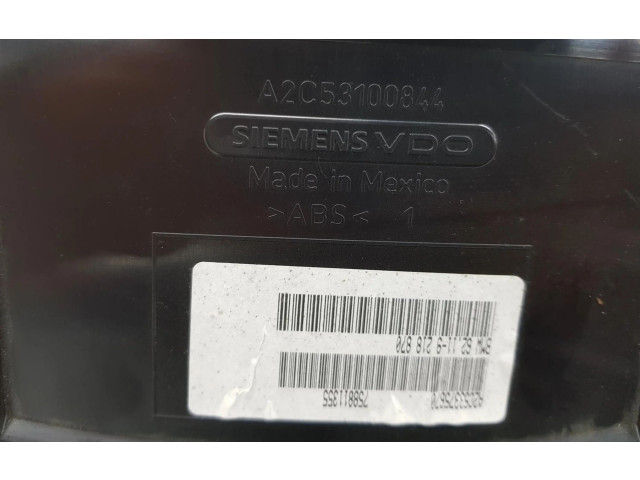 A2C53100844
SIEMENS VDO
Made in Mexico
>ABS< 1
BMW 62.11-9 218 870